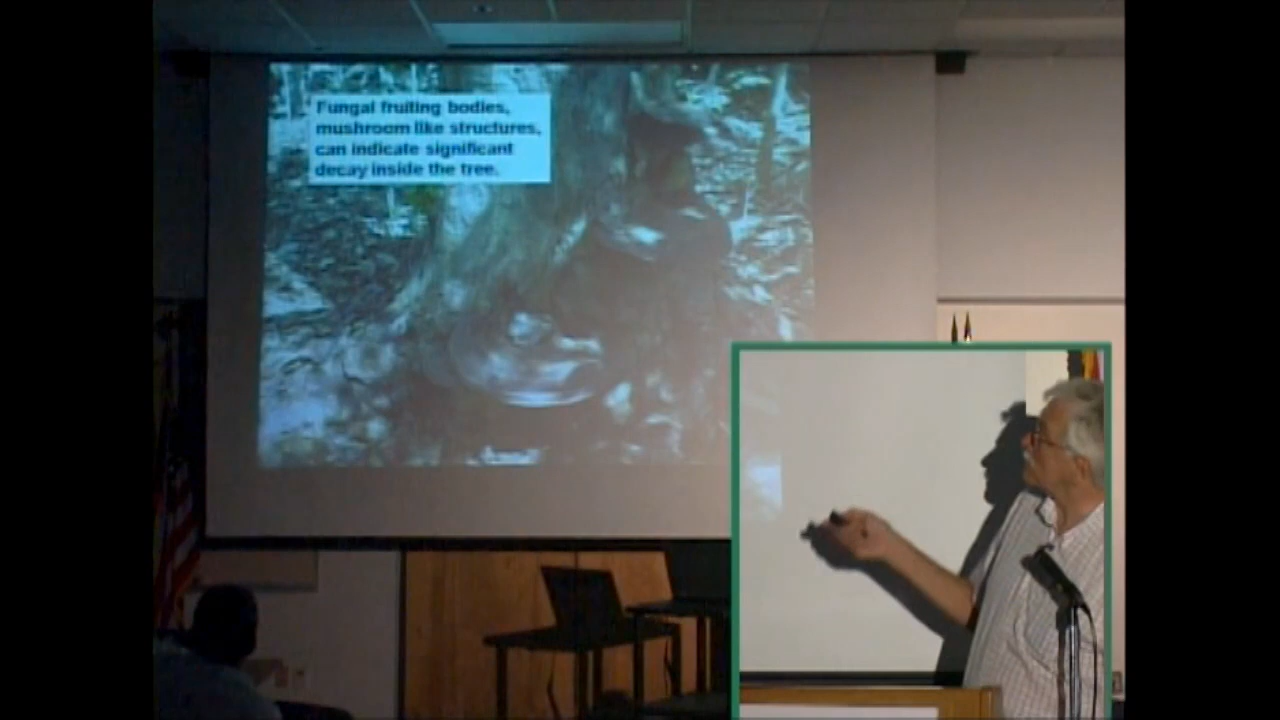 Fungal fruiting bodies,
mushroom like structures,
can indicate significant
decay inside the tree.